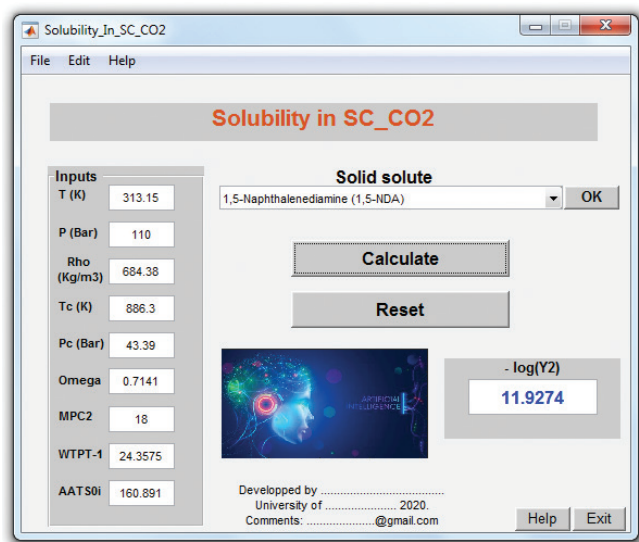 Solubility_In_SC_CO2
File Edit Help
Solubility in SC_CO2
Inputs
T (K) 313.15
P (Bar) 110
Rho
(Kg/m3) 684.38
Tc (K) 886.3
Pc (Bar) 43.39
Omega 0.7141
MPC2 18
WTPT-1 24.3575
AATS0i 160.891
Solid solute
1,5-Naphthalenediamine (1,5-NDA) OK
Calculate
Reset
ARTIFICIAL
INTELLIGENCE
- log(Y2)
11.9274
Developped by ...............................
University of ................... 2020.
Comments: .................@gmail.com
Help Exit